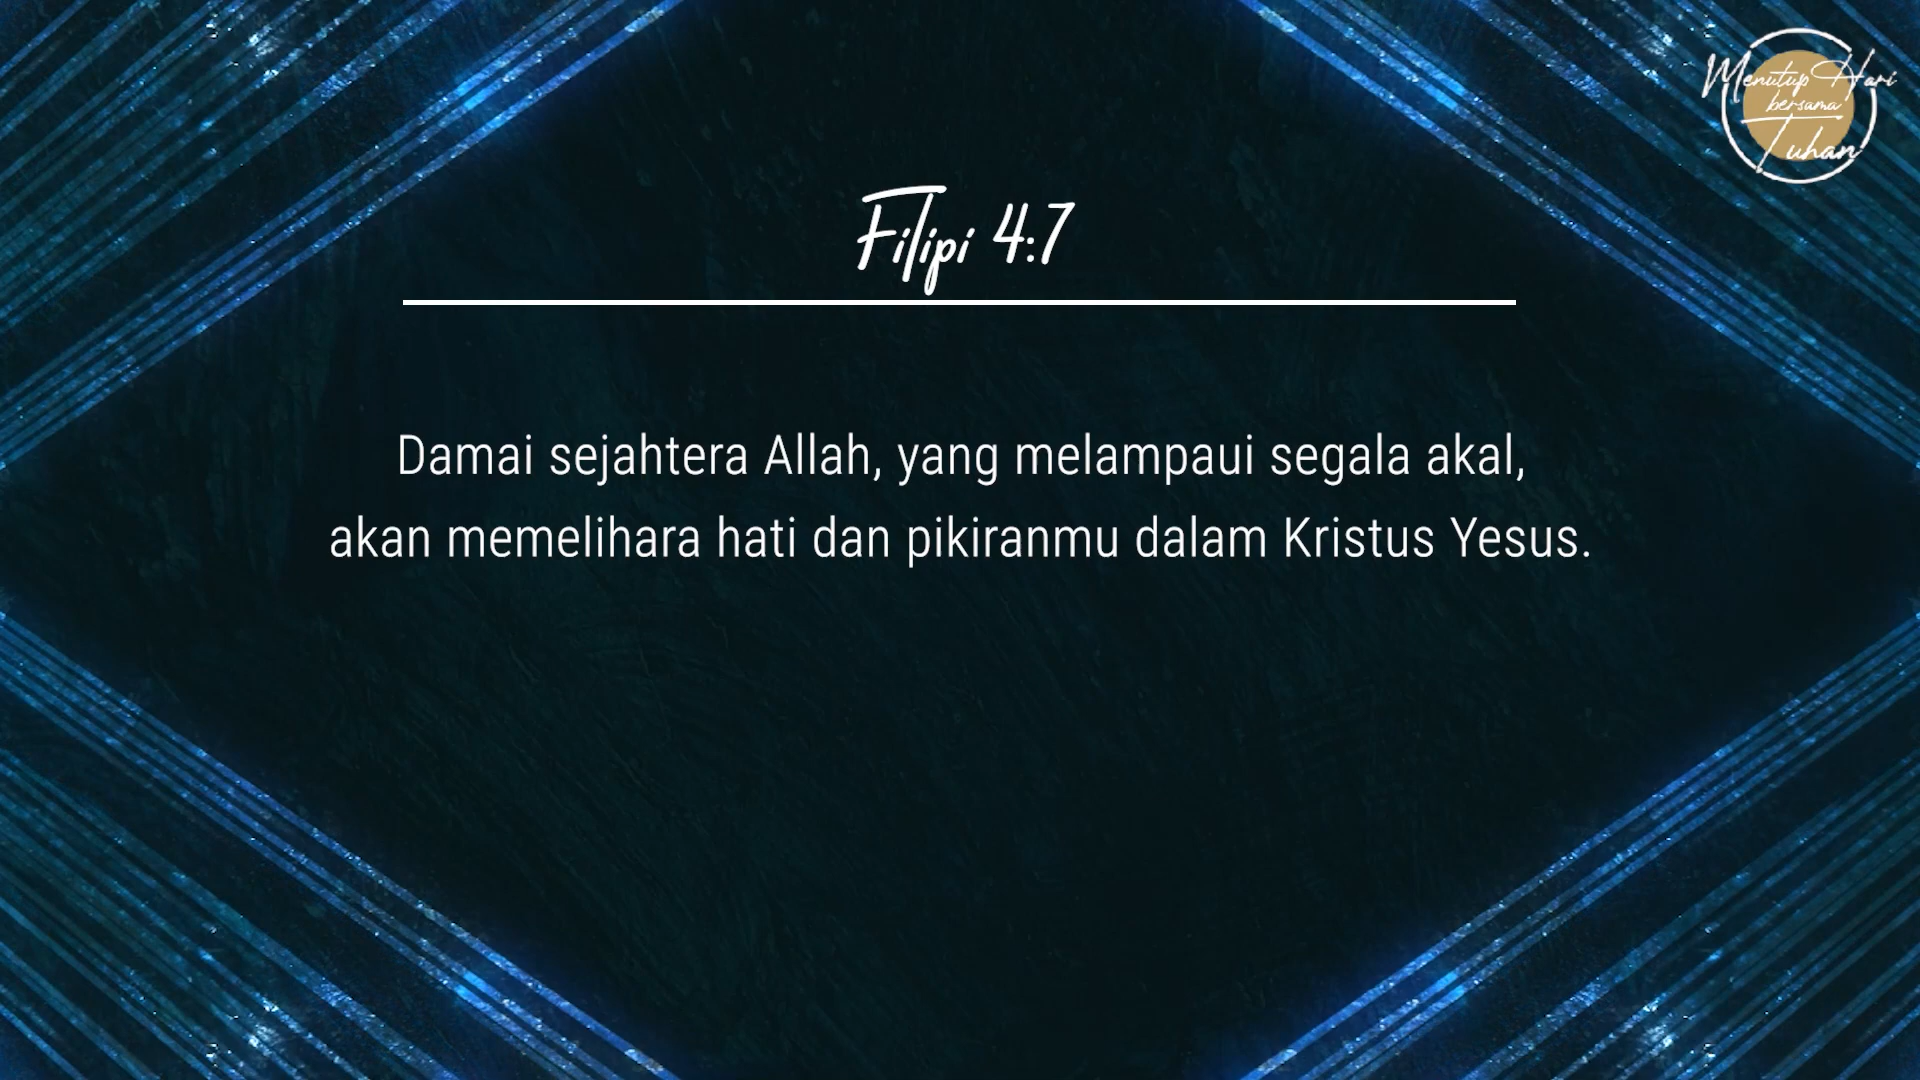 Menutup Hari
bersama
Tuhan
Filipi 4:7
Damai sejahtera Allah, yang melampaui segala akal,
akan memelihara hati dan pikiranmu dalam Kristus Yesus.